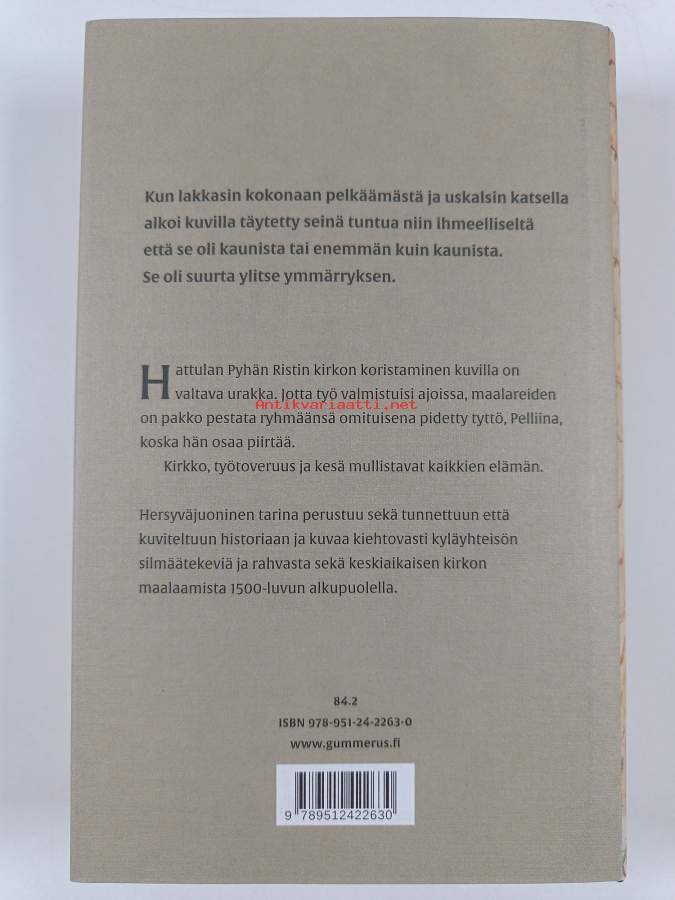 Kun lakkasin kokonaan pelkäämästä ja uskalsin katsella
alkoi kuvilla täytetty seinä tuntua niin ihmeelliseltä
että se oli kaunista tai enemmän kuin kaunista.
Se oli suurta ylitse ymmärryksen.
Hattulan Pyhän Ristin kirkon koristaminen kuvilla on
valtava urakka. Jotta työ valmistuisi ajoissa, maalareiden
Antikvariaatti.net
on pakko pestata ryhmäänsä omituisena pidetty tyttö, Pelliina,
koska hän osaa piirtää.
Kirkko, työtoveruus ja kesä mullistavat kaikkien elämän.
Hersyväjuoninen tarina perustuu sekä tunnettuun että
kuviteltuun historiaan ja kuvaa kiehtovasti kyläyhteisön
silmäätekeviä ja rahvasta sekä keskiaikaisen kirkon
maalaamista 1500-luvun alkupuolella.
84.2
ISBN 978-951-24-2263-0
www.gummerus.fi
9 789512 422630